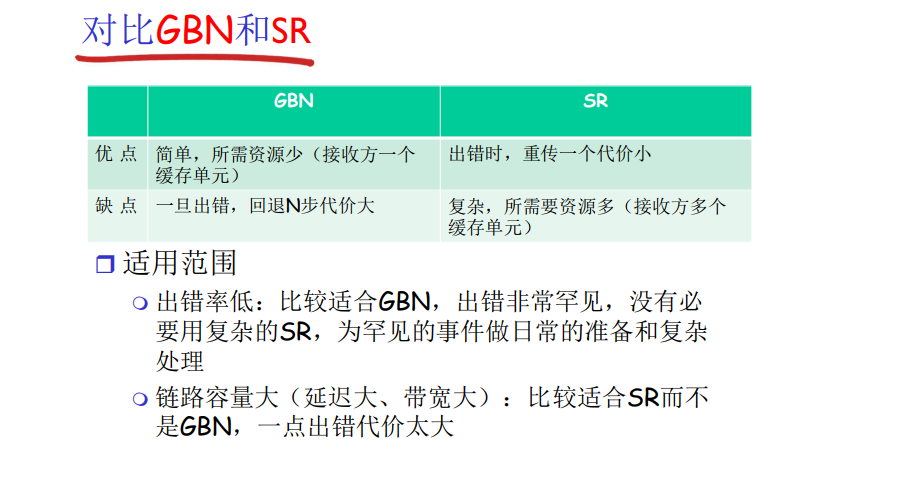 对比GBN和SR
GBN SR
优 点 简单，所需资源少（接收方一个 出错时，重传一个代价小
缓存单元）
缺 点 一旦出错，回退N步代价大 复杂，所需要资源多（接收方多个
缓存单元）
适用范围
出错率低：比较适合GBN，出错非常罕见，没有必
要用复杂的SR，为罕见的事件做日常的准备和复杂
处理
链路容量大（延迟大、带宽大）：比较适合SR而不
是GBN，一点出错代价太大